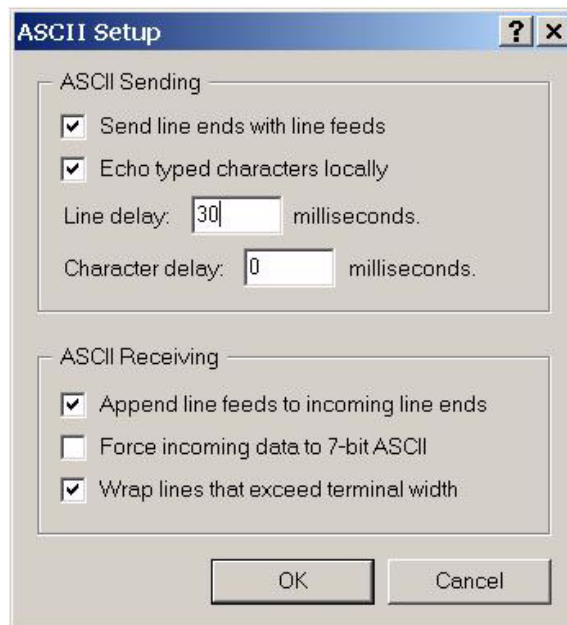 ASCII Setup
ASCII Sending
Send line ends with line feeds
Echo typed characters locally
Line delay: 30 milliseconds.
Character delay: 0 milliseconds.
ASCII Receiving
Append line feeds to incoming line ends
Force incoming data to 7-bit ASCII
Wrap lines that exceed terminal width
OK Cancel